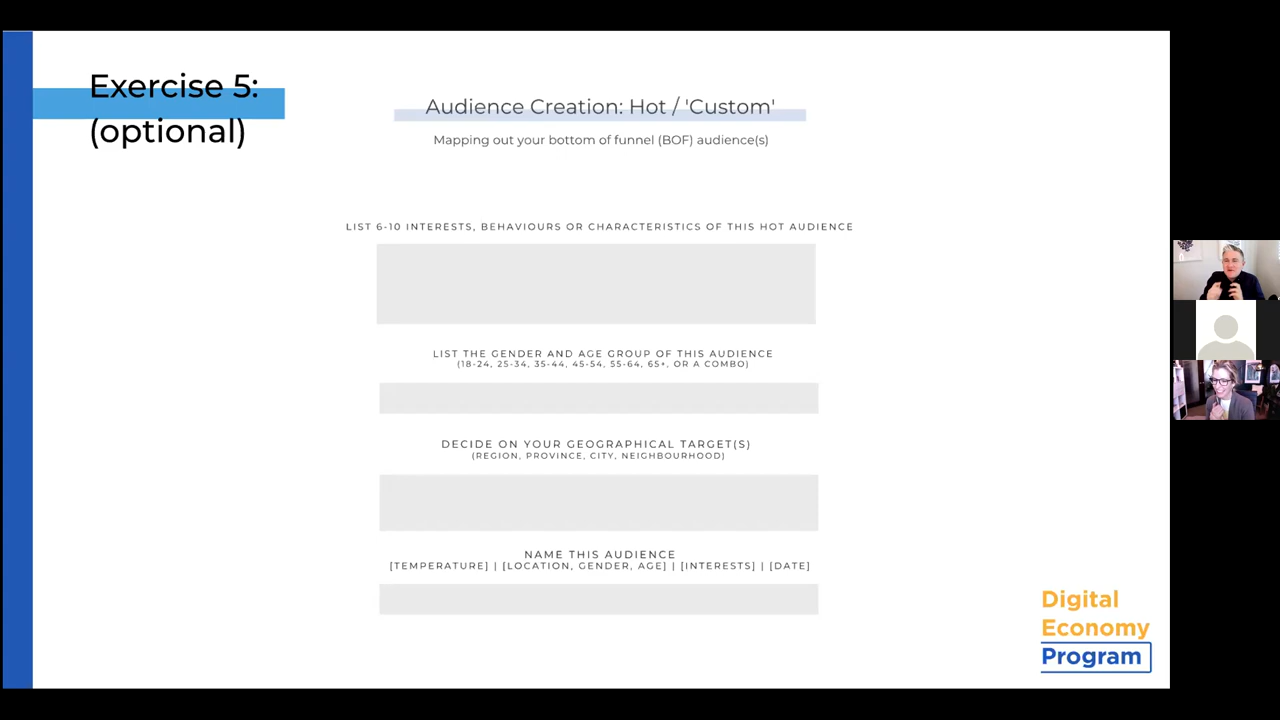 Exercise 5:
(optional)
Audience Creation: Hot / 'Custom'
Mapping out your bottom of funnel (BOF) audience(s)
LIST 6-10 INTERESTS, BEHAVIOURS OR CHARACTERISTICS OF THIS HOT AUDIENCE
LIST THE GENDER AND AGE GROUP OF THIS AUDIENCE
(18-24, 25-34, 35-44, 45-54, 55-64, 65+, OR A COMBO)
DECIDE ON YOUR GEOGRAPHICAL TARGET(S)
(REGION, PROVINCE, CITY, NEIGHBOURHOOD)
NAME THIS AUDIENCE
[TEMPERATURE] | [LOCATION, GENDER, AGE] | [INTERESTS] | [DATE]
Digital
Economy
Program